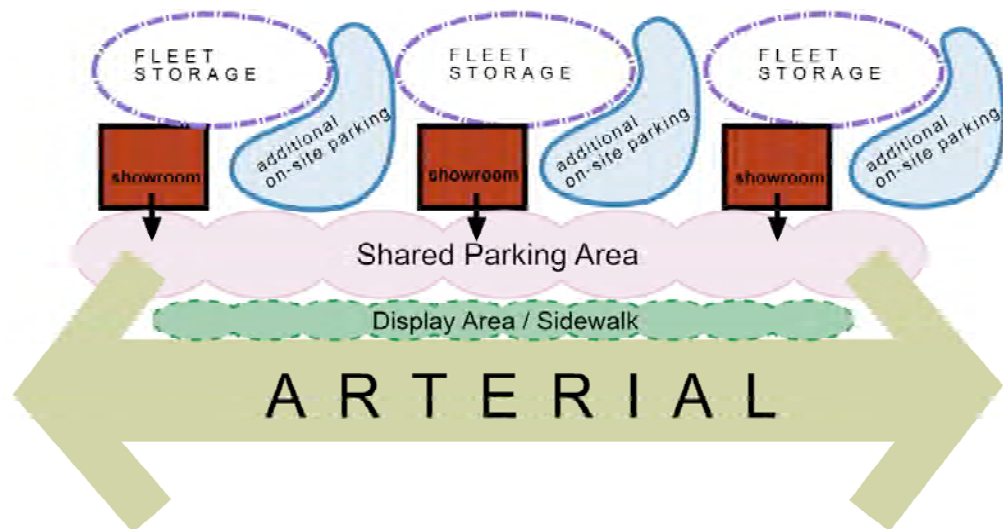 FLEET
STORAGE
FLEET
STORAGE
FLEET
STORAGE
showroom
additional
on-site parking
showroom
additional
on-site parking
showroom
additional
on-site parking
Shared Parking Area
Display Area / Sidewalk
ARTERIAL